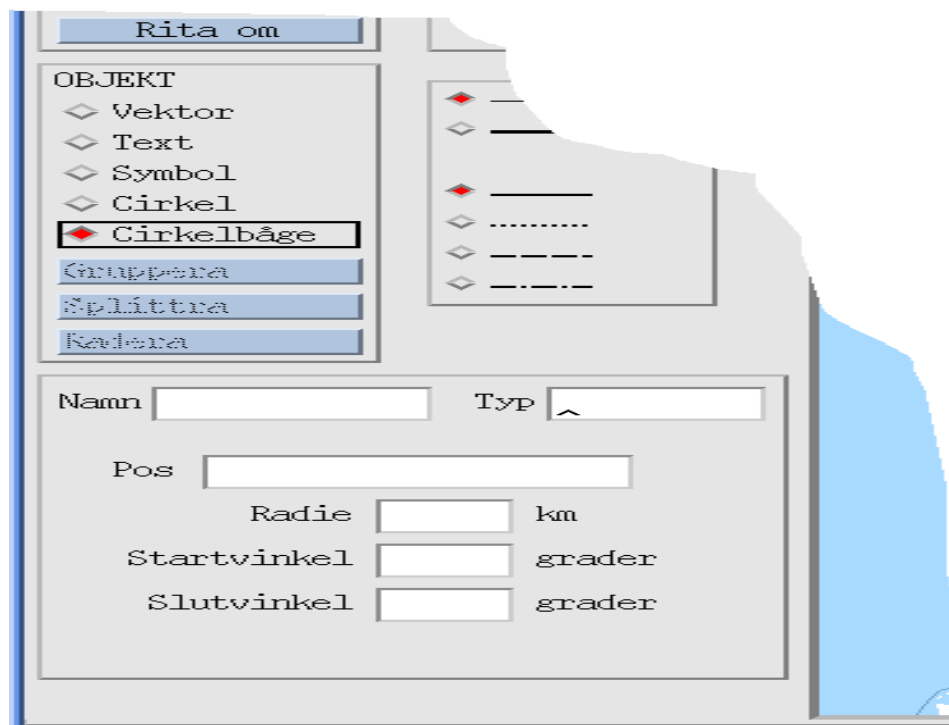 Rita om
OBJEKT
Vektor
Text
Symbol
Cirkel
Cirkelbåge
Gruppera
Splittra
Radera
Namn Typ
Pos
Radie km
Startvinkel grader
Slutvinkel grader